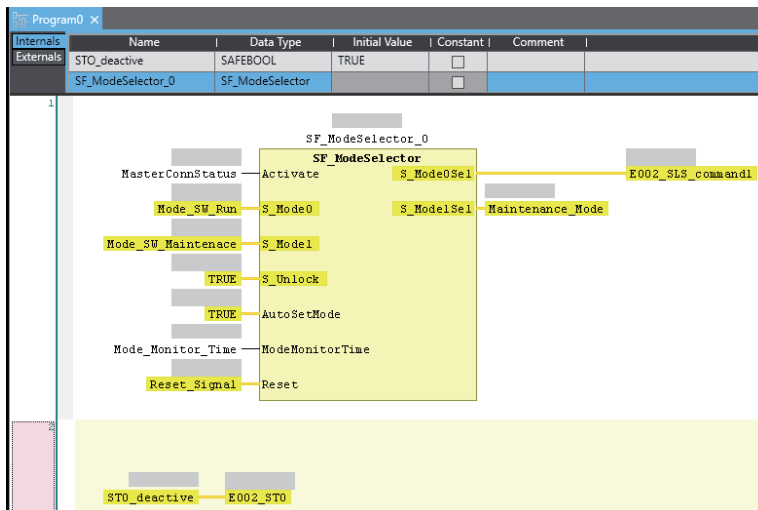 Program0 ×
Internals Name Data Type Initial Value Constant Comment
Externals STO_deactive SAFEBOOL TRUE
SF_ModeSelector_0 SF_ModeSelector
1
SF_ModeSelector_0
SF_ModeSelector
MasterConnStatus Activate S_Mode0Sel E002_SLS_command1
Mode_SW_Run S_Mode0 S_Mode1Sel Maintenance_Mode
Mode_SW_Maintenace S_Mode1
TRUE S_Unlock
TRUE AutoSetMode
Mode_Monitor_Time ModeMonitorTime
Reset_Signal Reset
2
STO_deactive E002_STO